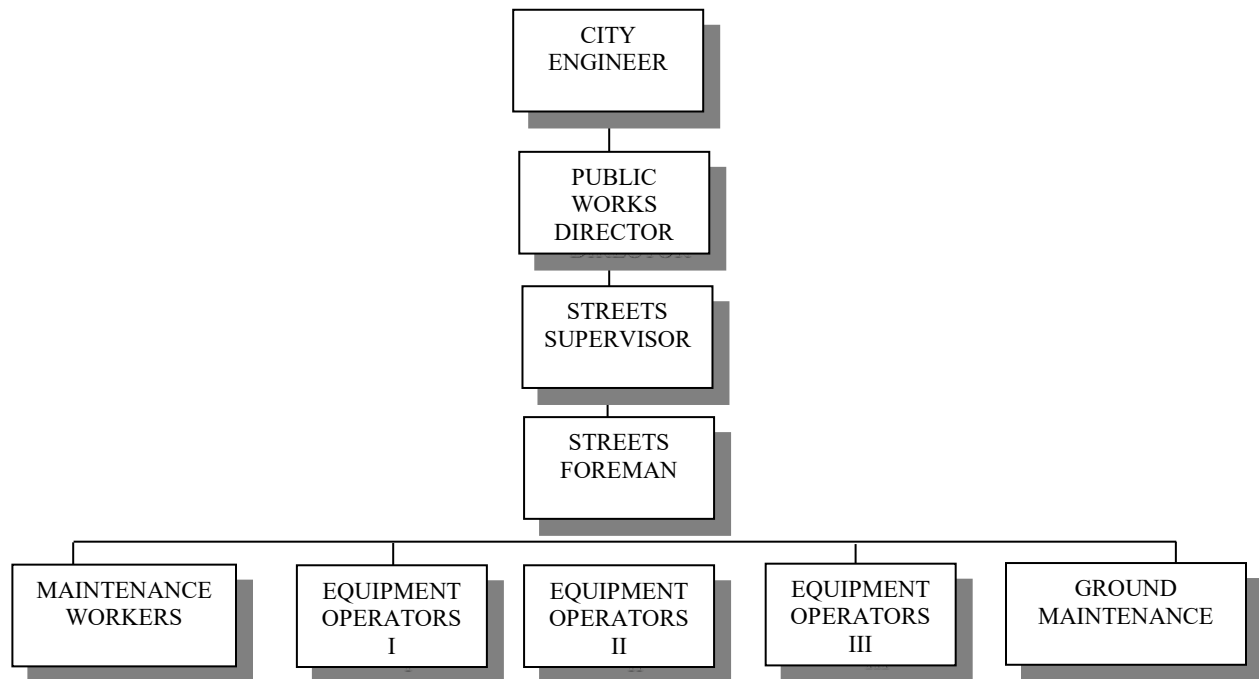 CITY
ENGINEER
PUBLIC
WORKS
DIRECTOR
STREETS
SUPERVISOR
STREETS
FOREMAN
MAINTENANCE
WORKERS
EQUIPMENT
OPERATORS
I
EQUIPMENT
OPERATORS
II
EQUIPMENT
OPERATORS
III
GROUND
MAINTENANCE